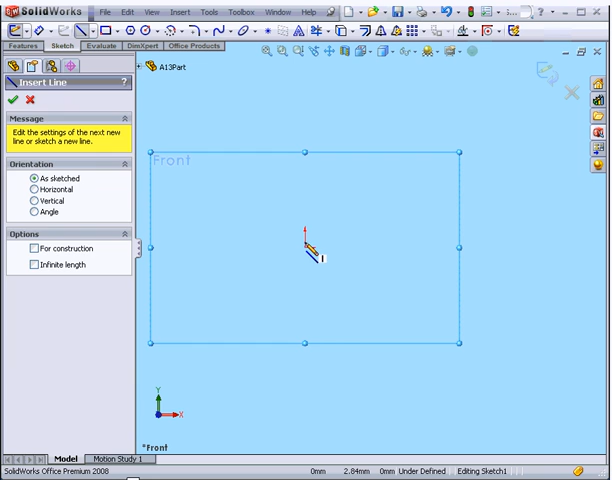 SolidWorks File Edit View Insert Tools Toolbox Window Help
Features Sketch Evaluate DimXpert Office Products
A13Part
Insert Line ?
Message
Edit the settings of the next new
line or sketch a new line.
Orientation
As sketched
Horizontal
Vertical
Angle
Options
For construction
Infinite length
Front
Y
X
*Front
Model Motion Study 1
SolidWorks Office Premium 2008 0mm 2.84mm 0mm Under Defined Editing Sketch1